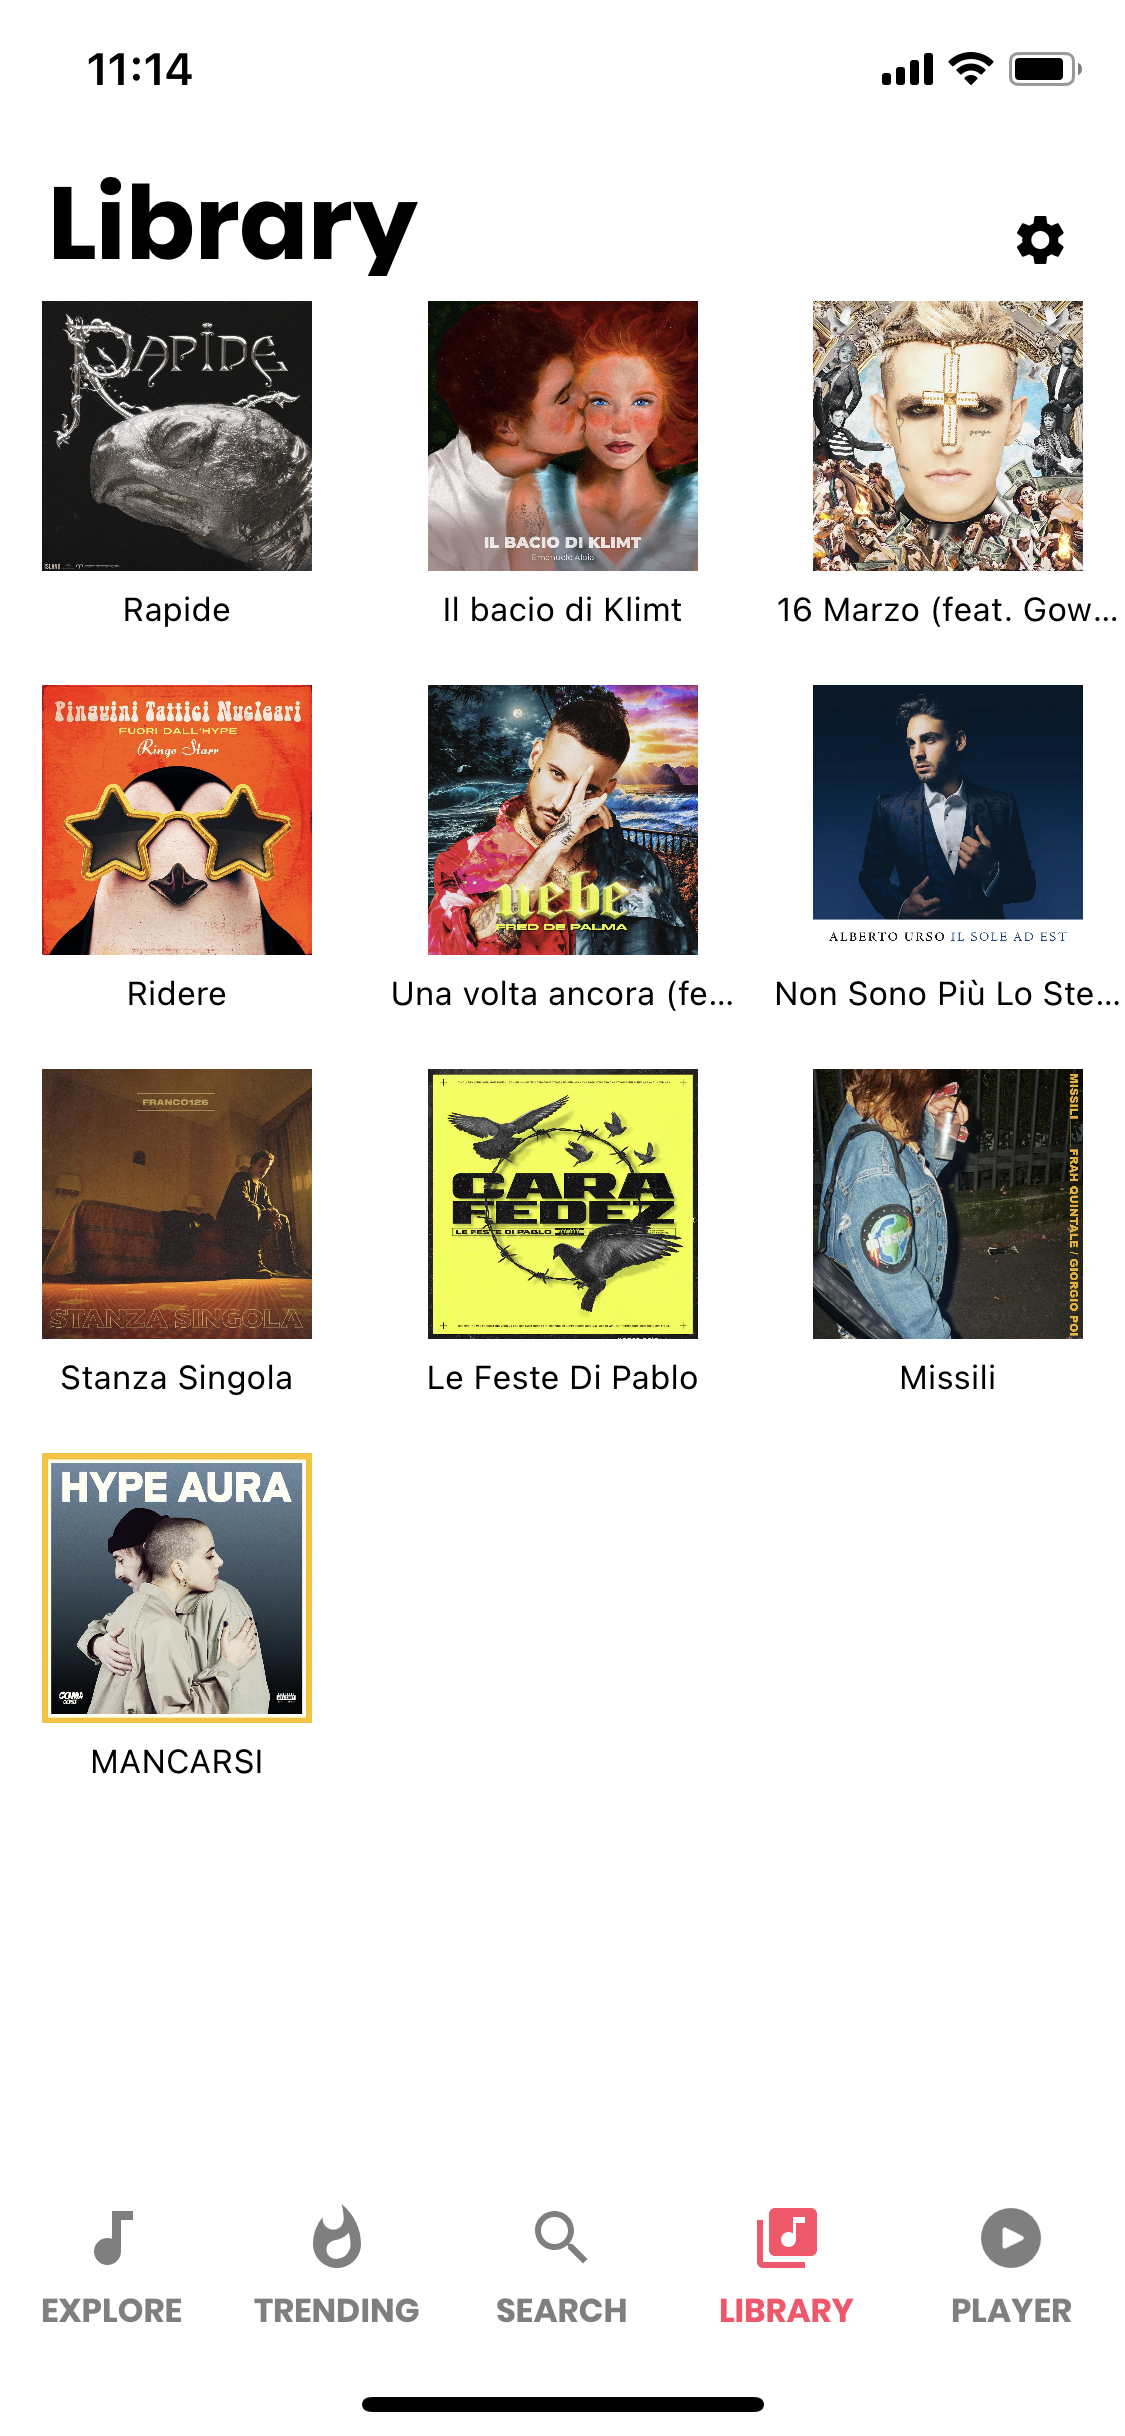 11:14
Library
RAPIDE
ISLAND
IL BACIO DI KLIMT
Emanuele Aloia
Rapide
Il bacio di Klimt
16 Marzo (feat. Gow...
Pinguini Tattici Nucleari
FUORI DALL'HYPE
Ringo Starr
uebe
FRED DE PALMA
ALBERTO URSO IL SOLE AD EST
Ridere
Una volta ancora (fe...
Non Sono Più Lo Ste...
FRANCO126
STANZA SINGOLA
CARA
FEDEZ
LE FESTE DI PABLO
MISSILI
FRAH QUINTALE / GIORGIO POI
Stanza Singola
Le Feste Di Pablo
Missili
HYPE AURA
COMA
MANCARSI
EXPLORE
TRENDING
SEARCH
LIBRARY
PLAYER